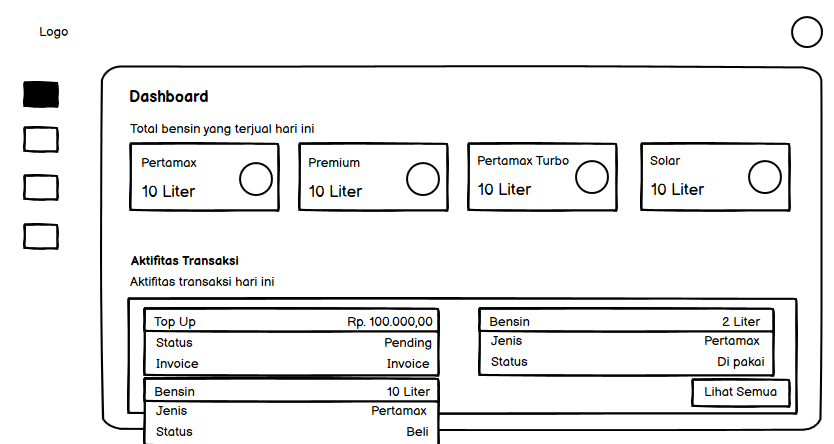 Logo
Dashboard
Total bensin yang terjual hari ini
Pertamax
10 Liter
Premium
10 Liter
Pertamax Turbo
10 Liter
Solar
10 Liter
Aktifitas Transaksi
Aktifitas transaksi hari ini
Top Up Rp. 100.000,00
Status Pending
Invoice Invoice
Bensin 10 Liter
Jenis Pertamax
Status Beli
Bensin 2 Liter
Jenis Pertamax
Status Di pakai
Lihat Semua